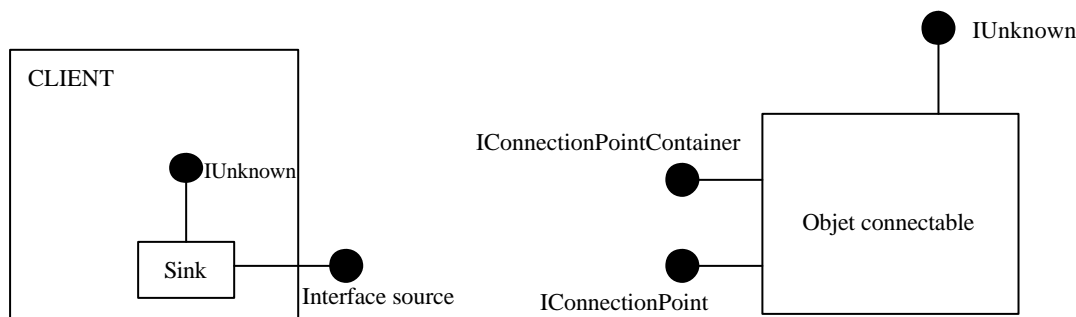 IUnknown
CLIENT
IConnectionPointContainer
IUnknown
Objet connectable
Sink
Interface source
IConnectionPoint